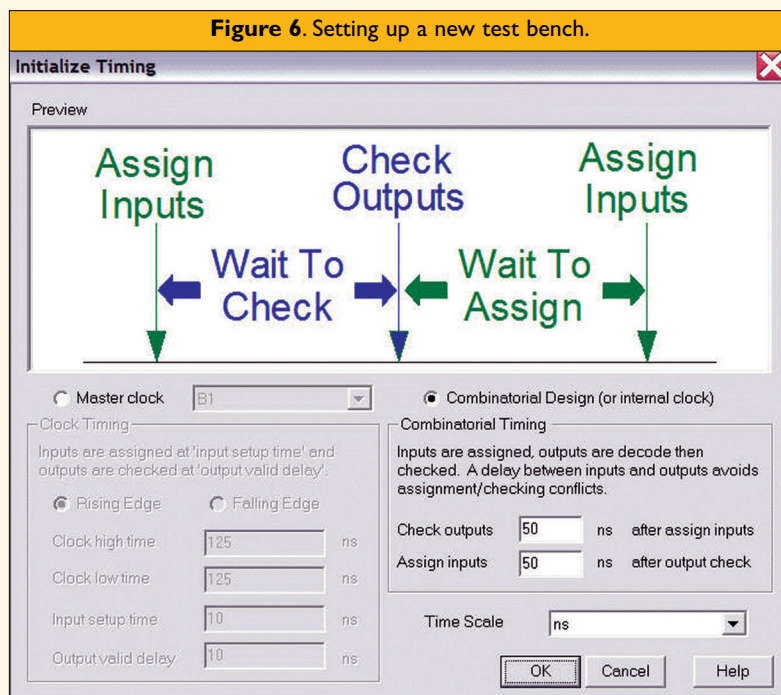 Figure 6. Setting up a new test bench.
Initialize Timing
Preview
Assign Inputs
Check Outputs
Assign Inputs
Wait To Check
Wait To Assign
Master clock B1
Combinatorial Design (or internal clock)
Clock Timing
Inputs are assigned at 'input setup time' and
outputs are checked at 'output valid delay'.
Rising Edge Falling Edge
Clock high time 125 ns
Clock low time 125 ns
Input setup time 10 ns
Output valid delay 10 ns
Combinatorial Timing
Inputs are assigned, outputs are decode then
checked. A delay between inputs and outputs avoids
assignment/checking conflicts.
Check outputs 50 ns after assign inputs
Assign inputs 50 ns after output check
Time Scale ns
OK Cancel Help